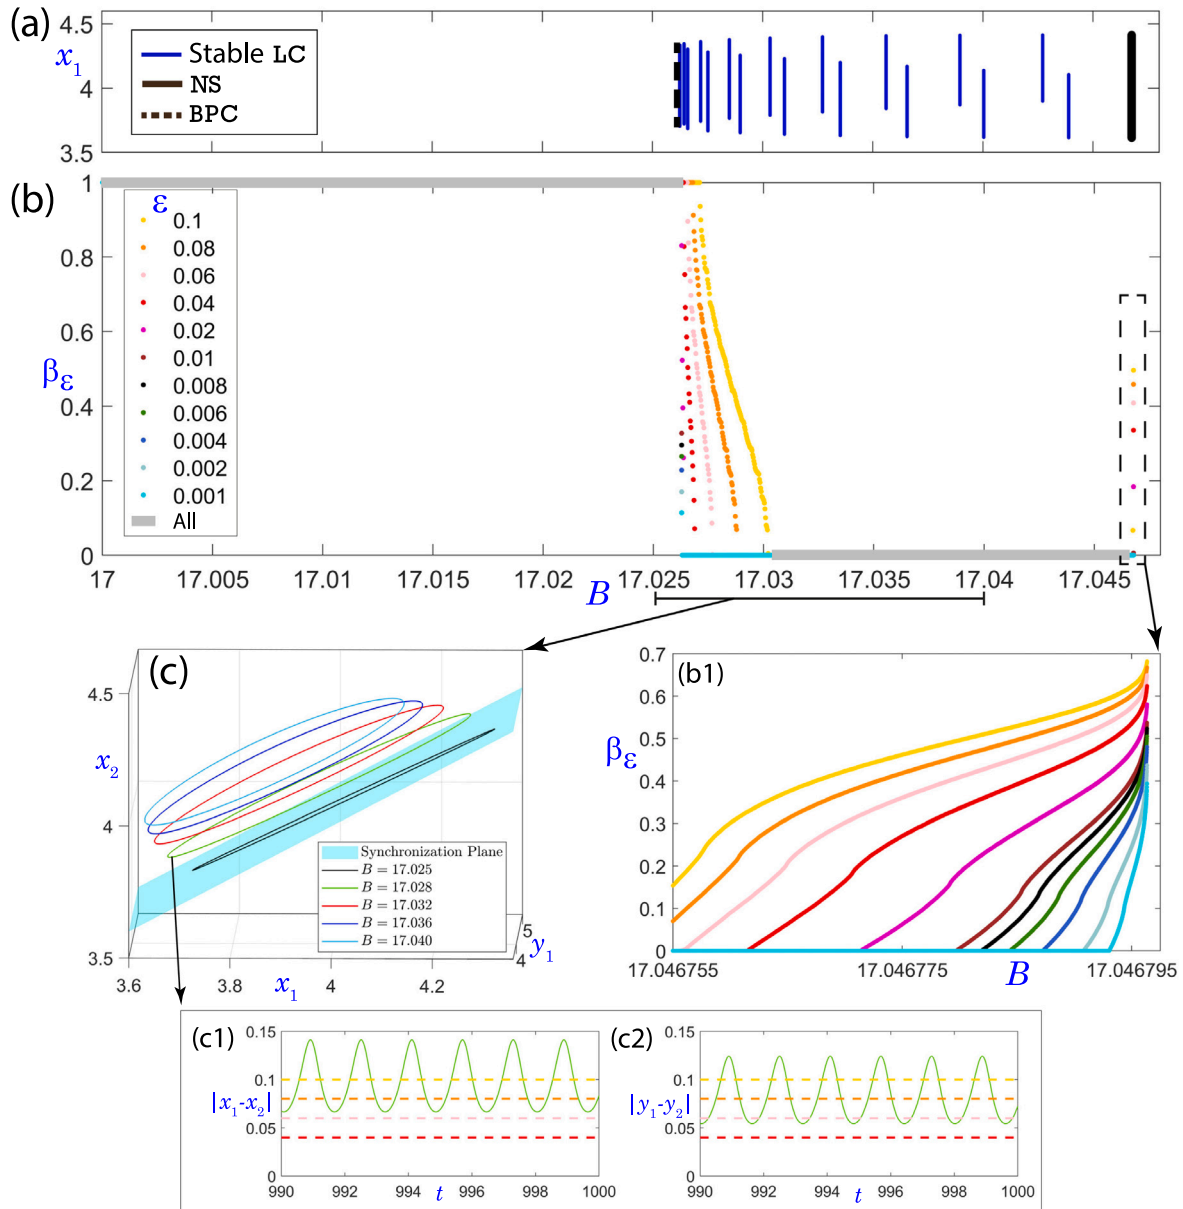 (a)
x1
4.5
4
3.5
Stable LC
NS
BPC
(b)
βε
1
0.8
0.6
0.4
0.2
0
ε
0.1
0.08
0.06
0.04
0.02
0.01
0.008
0.006
0.004
0.002
0.001
All
17 17.005 17.01 17.015 17.02 17.025 17.03 17.035 17.04 17.045
B
(c)
x2
4.5
4
3.5
3.6 3.8 4 4.2
x1
4
5
y1
Synchronization Plane
B = 17.025
B = 17.028
B = 17.032
B = 17.036
B = 17.040
(b1)
βε
0.7
0.6
0.5
0.4
0.3
0.2
0.1
0
17.046755 17.046775 17.046795
B
(c1)
|x1-x2|
0.15
0.1
0.05
0
990 992 994 996 998 1000
t
(c2)
|y1-y2|
0.15
0.1
0.05
0
990 992 994 996 998 1000
t